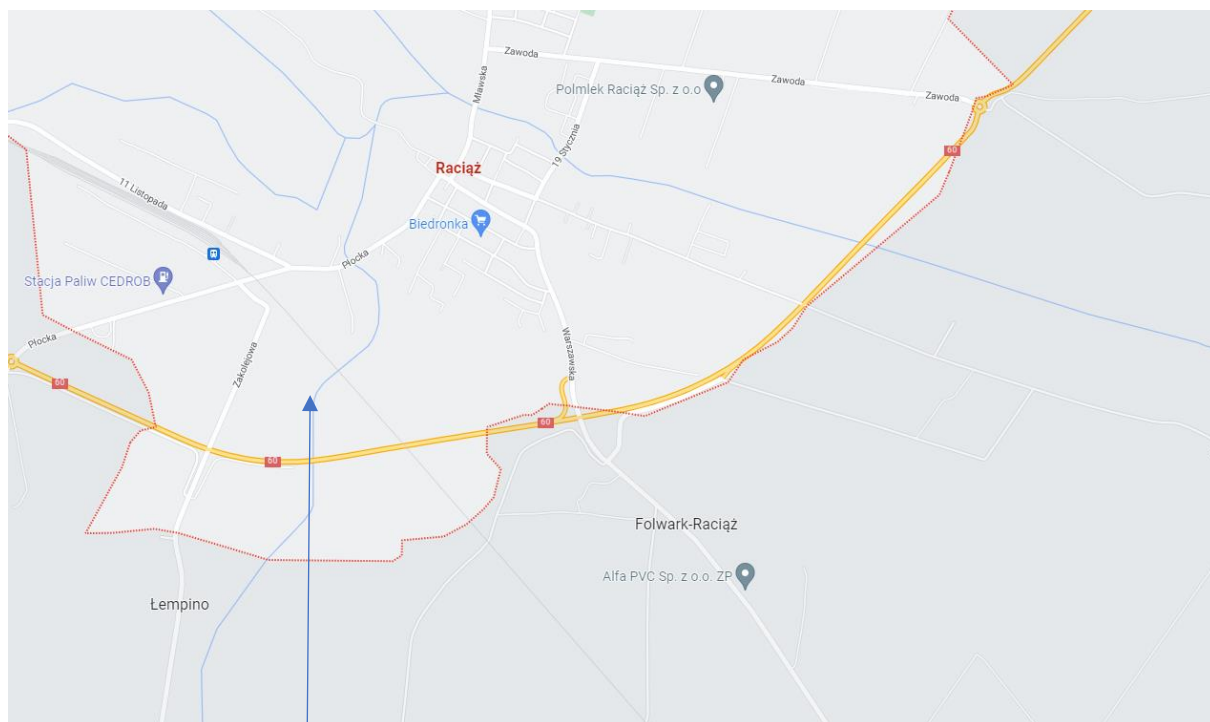 Zawoda
Zawoda
Zawoda
Polmlek Raciąż Sp. z o.o
Mławska
19 Stycznia
60
Raciąż
11 Listopada
Biedronka
Płocka
Stacja Paliw CEDROB
Płocka
Zakolejowa
Warszawska
60
60
60
Folwark-Raciąż
Alfa PVC Sp. z o.o. ZP
Łempino